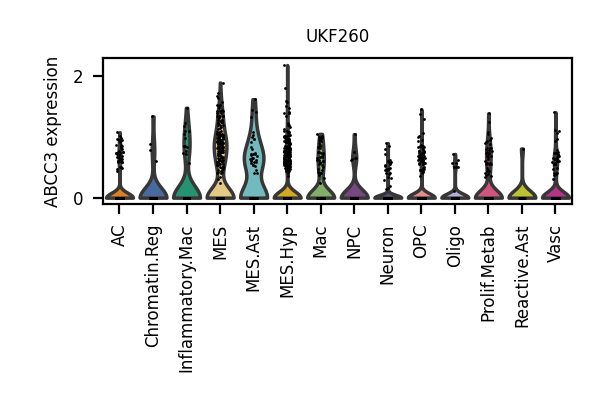 UKF260
ABCC3 expression
2
0
AC
Chromatin.Reg
Inflammatory.Mac
MES
MES.Ast
MES.Hyp
Mac
NPC
Neuron
OPC
Oligo
Prolif.Metab
Reactive.Ast
Vasc